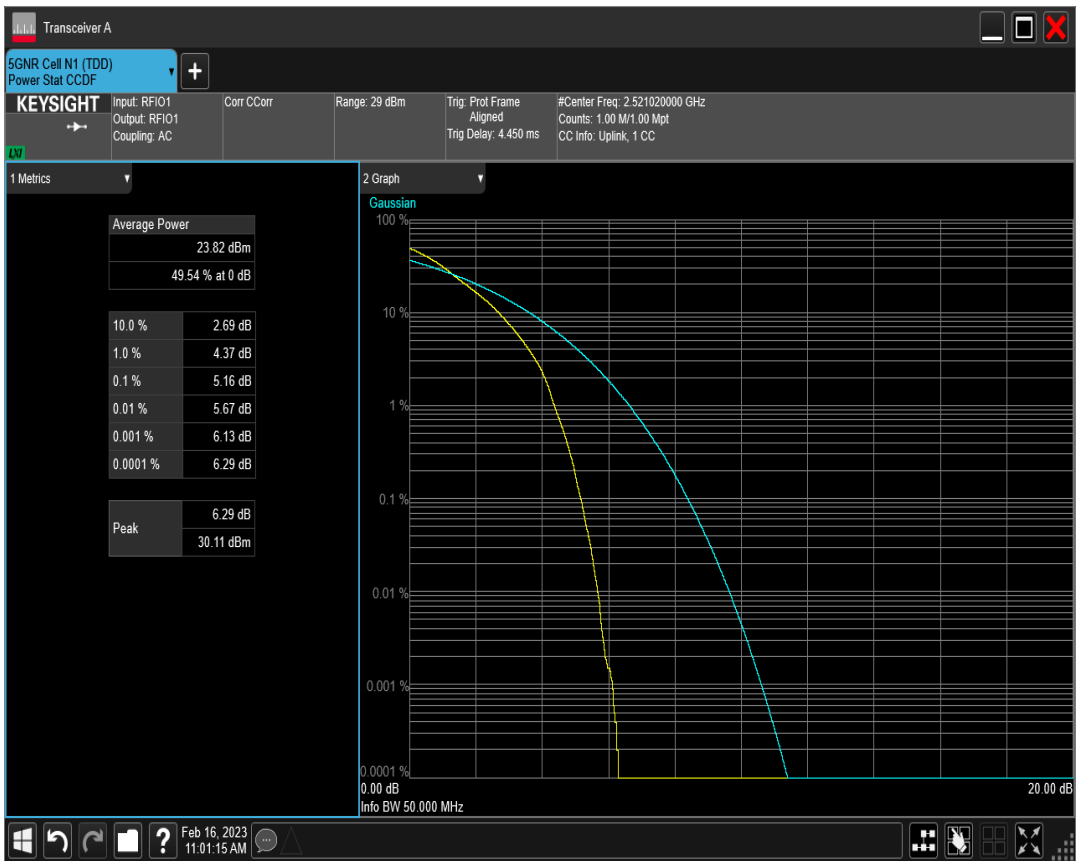 Transceiver A
5GNR Cell N1 (TDD)
Power Stat CCDF
+
KEYSIGHT
LXI
Input: RFIO1
Output: RFIO1
Coupling: AC
Corr CCorr
Range: 29 dBm
Trig: Prot Frame
Aligned
Trig Delay: 4.450 ms
#Center Freq: 2.521020000 GHz
Counts: 1.00 M/1.00 Mpt
CC Info: Uplink, 1 CC
1 Metrics
Average Power
23.82 dBm
49.54 % at 0 dB
10.0 % 2.69 dB
1.0 % 4.37 dB
0.1 % 5.16 dB
0.01 % 5.67 dB
0.001 % 6.13 dB
0.0001 % 6.29 dB
Peak 6.29 dB
30.11 dBm
2 Graph
Gaussian
100 %
10 %
1 %
0.1 %
0.01 %
0.001 %
0.0001 %
0.00 dB 20.00 dB
Info BW 50.000 MHz
?
Feb 16, 2023
11:01:15 AM